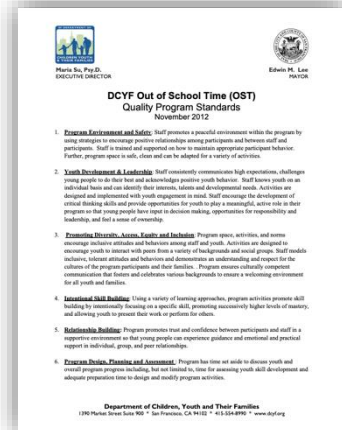 CHILDREN YOUTH
& THEIR FAMILIES
Maria Su, Psy.D.
EXECUTIVE DIRECTOR
Edwin M. Lee
MAYOR
DCYF Out of School Time (OST)
Quality Program Standards
November 2012
1. Program Environment and Safety: Staff promotes a peaceful environment within the program by
using strategies to encourage positive relationships among participants and between staff and
participants. Staff is trained and supported on how to maintain appropriate participant behavior.
Further, program space is safe, clean and can be adapted for a variety of activities.
2. Youth Development & Leadership: Staff consistently communicates high expectations, challenges
young people to do their best and acknowledges positive youth behavior. Staff knows youth on an
individual basis and can identify their interests, talents and developmental needs. Activities are
designed and implemented with youth engagement in mind. Staff encourage the development of
critical thinking skills and provide opportunities for youth to play a meaningful, active role in their
program so that young people have input in decision making, opportunities for responsibility and
leadership, and feel a sense of ownership.
3. Promoting Diversity, Access, Equity and Inclusion: Program space, activities, and norms
encourage inclusive attitudes and behaviors among staff and youth. Activities are designed to
encourage youth to interact with peers from a variety of backgrounds and social groups. Staff models
inclusive, tolerant attitudes and behaviors and demonstrates an understanding and respect for the
cultures of the program participants and their families. Program ensures culturally competent
communication that fosters and celebrates various backgrounds to ensure a welcoming environment
for all youth and families.
4. Intentional Skill Building: Using a variety of learning approaches, program activities promote skill
building by intentionally focusing on a specific skill, promoting successively higher levels of mastery,
and allowing youth to present their work or perform for others.
5. Relationship Building: Program promotes trust and confidence between participants and staff in a
supportive environment so that young people can experience guidance and emotional and practical
support in individual, group, and peer relationships.
6. Program Design, Planning and Assessment: Program has time set aside to discuss youth and
overall program progress including, but not limited to, time for assessing youth skill development and
adequate preparation time to design and modify program activities.
Department of Children, Youth and Their Families
1390 Market Street Suite 900 * San Francisco, CA 94102 * 415-554-8990 * www.dcyf.org